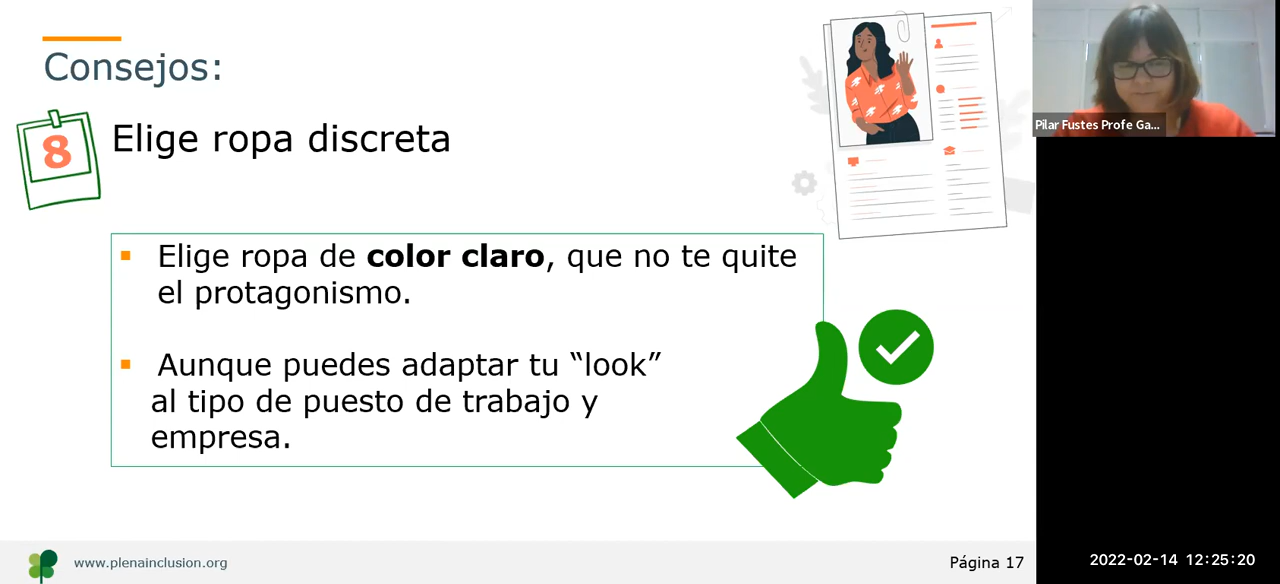 Consejos:
8
Elige ropa discreta
Elige ropa de color claro, que no te quite
el protagonismo.
Aunque puedes adaptar tu “look”
al tipo de puesto de trabajo y
empresa.
www.plenainclusion.org
Página 17
Pilar Fustes Profe Ga...
2022-02-14 12:25:20